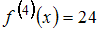 f^{(4)}(x) = 24